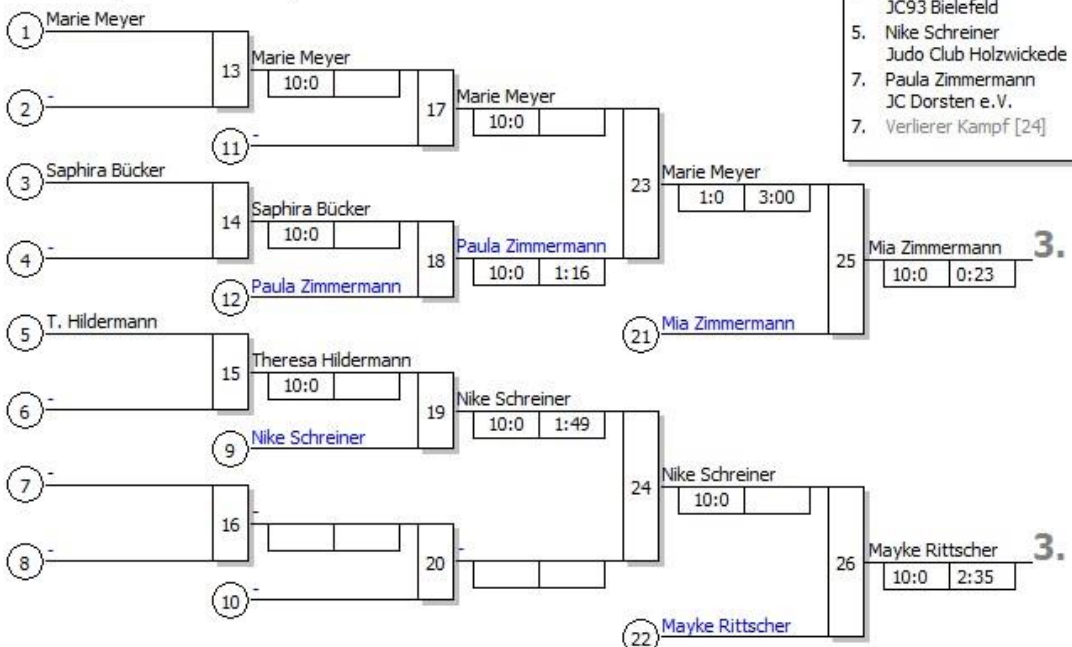 JC93 Bielefeld
5. Nike Schreiner
Judo Club Holzwickede
7. Paula Zimmermann
JC Dorsten e.V.
7. Verlierer Kampf [24]
1 Marie Meyer
13 Marie Meyer
10:0
2 -
17 Marie Meyer
10:0
11 -
3 Saphira Bücker
23 Marie Meyer
1:0 3:00
14 Saphira Bücker
10:0
4 -
18 Paula Zimmermann
10:0 1:16
12 Paula Zimmermann
25 Mia Zimmermann 3.
10:0 0:23
5 T. Hildermann
21 Mia Zimmermann
15 Theresa Hildermann
10:0
6 -
19 Nike Schreiner
10:0 1:49
9 Nike Schreiner
7 -
24 Nike Schreiner
10:0
16 -
8 -
20 -
10 -
26 Mayke Rittscher 3.
10:0 2:35
22 Mayke Rittscher